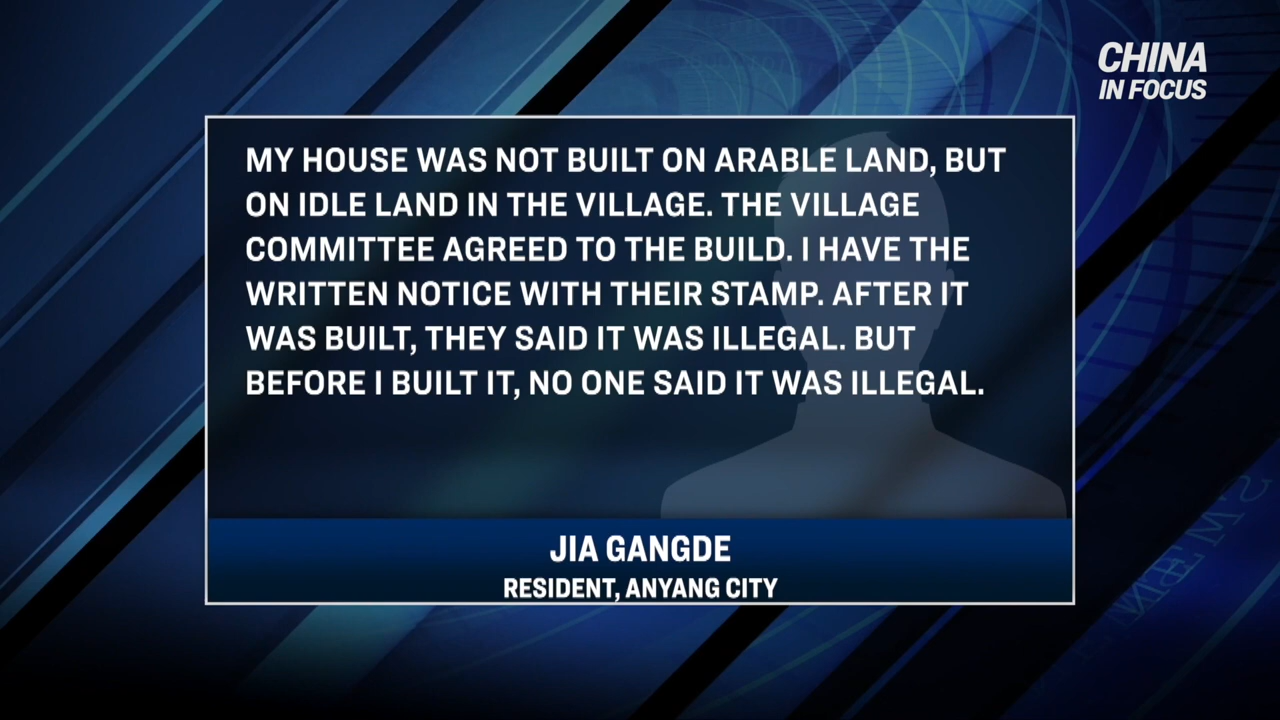 CHINA
IN FOCUS
MY HOUSE WAS NOT BUILT ON ARABLE LAND, BUT
ON IDLE LAND IN THE VILLAGE. THE VILLAGE
COMMITTEE AGREED TO THE BUILD. I HAVE THE
WRITTEN NOTICE WITH THEIR STAMP. AFTER IT
WAS BUILT, THEY SAID IT WAS ILLEGAL. BUT
BEFORE I BUILT IT, NO ONE SAID IT WAS ILLEGAL.
JIA GANGDE
RESIDENT, ANYANG CITY